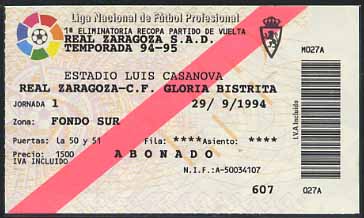 Liga Nacional de Fútbol Profesional
1ª ELIMINATORIA RECOPA PARTIDO DE VUELTA
REAL ZARAGOZA S.A.D.
TEMPORADA 94-95
M027A
ESTADIO LUIS CASANOVA
REAL ZARAGOZA-C.F. GLORIA BISTRITA
JORNADA 1 29/ 9/1994
Zona: FONDO SUR
Puertas: La 50 y 51 Fila: ****Asiento: ****
Precio: 1500 ABONADO
IVA INCLUIDO
N.I.F.:A-50034107
607
027A
I.V.A Incluido